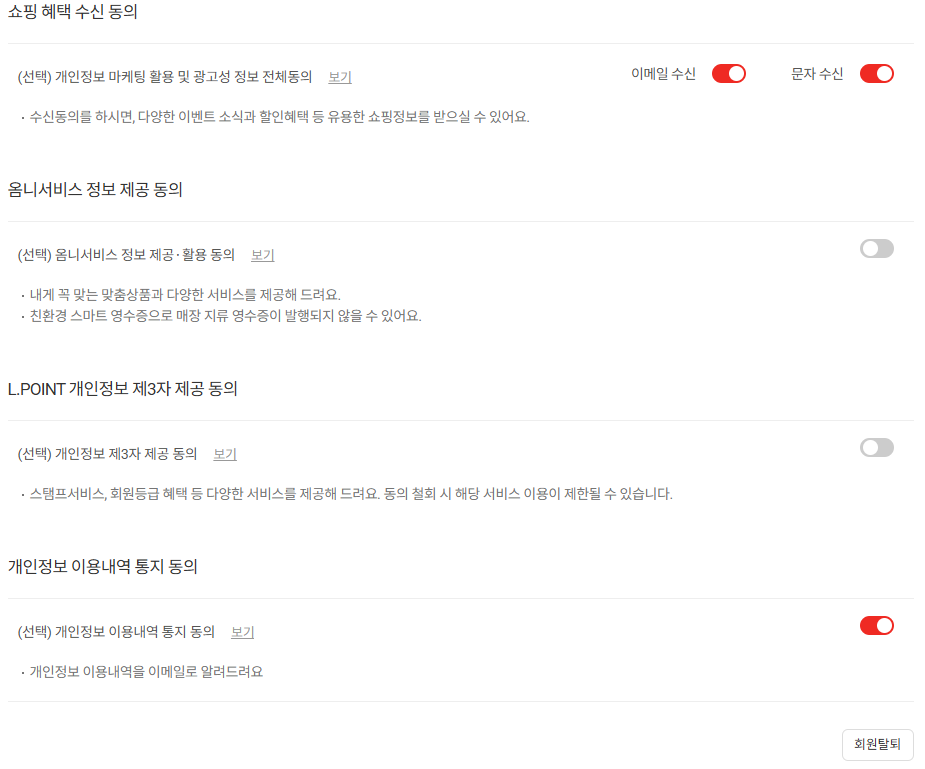 쇼핑 혜택 수신 동의
(선택) 개인정보 마케팅 활용 및 광고성 정보 전체동의 보기 이메일 수신 문자 수신
· 수신동의를 하시면, 다양한 이벤트 소식과 할인혜택 등 유용한 쇼핑정보를 받으실 수 있어요.
옴니서비스 정보 제공 동의
(선택) 옴니서비스 정보 제공·활용 동의 보기
· 내게 꼭 맞는 맞춤상품과 다양한 서비스를 제공해 드려요.
· 친환경 스마트 영수증으로 매장 지류 영수증이 발행되지 않을 수 있어요.
L.POINT 개인정보 제3자 제공 동의
(선택) 개인정보 제3자 제공 동의 보기
· 스탬프서비스, 회원등급 혜택 등 다양한 서비스를 제공해 드려요. 동의 철회 시 해당 서비스 이용이 제한될 수 있습니다.
개인정보 이용내역 통지 동의
(선택) 개인정보 이용내역 통지 동의 보기
· 개인정보 이용내역을 이메일로 알려드려요
회원탈퇴